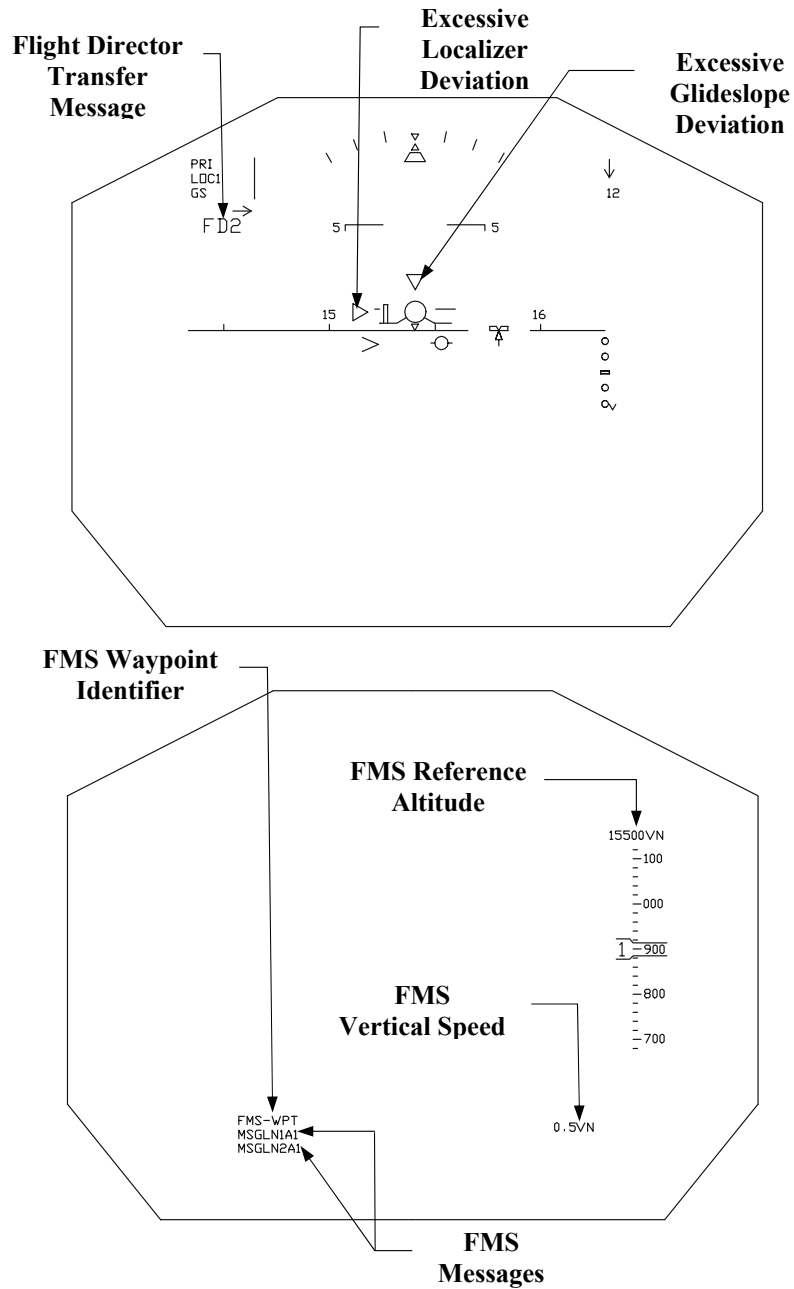 Flight Director
Transfer
Message
Excessive
Localizer
Deviation
Excessive
Glideslope
Deviation
PRI
LOC1
GS
FD2
12
5
5
15
16
FMS Waypoint
Identifier
FMS Reference
Altitude
15500VN
100
000
1 900
800
700
FMS
Vertical Speed
FMS-WPT
MSGLN1A1
MSGLN2A1
0.5VN
FMS
Messages